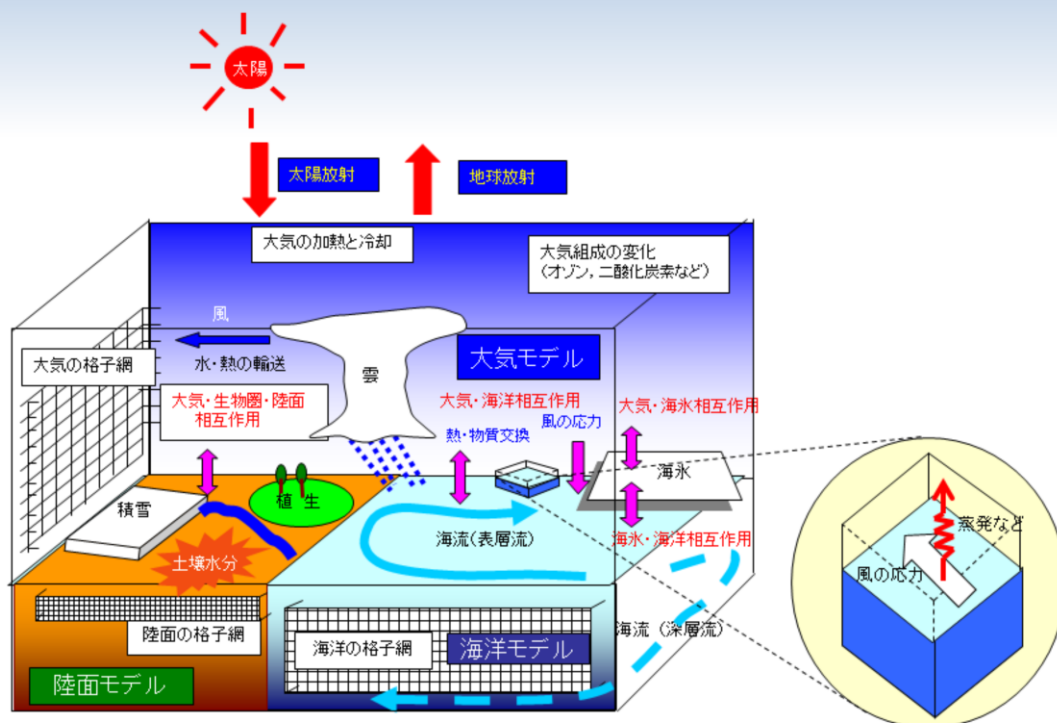 太陽
太陽放射
地球放射
大気の加熱と冷却
大気組成の変化
(オゾン，二酸化炭素など)
風
水・熱の輸送
大気の格子網
雲
大気モデル
大気・生物圏・陸面
相互作用
大気・海洋相互作用
熱・物質交換
風の応力
大気・海氷相互作用
積雪
植 生
海氷
土壌水分
海流(表層流)
海氷・海洋相互作用
蒸発など
風の応力
陸面の格子網
海洋の格子網
海洋モデル
海流（深層流）
陸面モデル